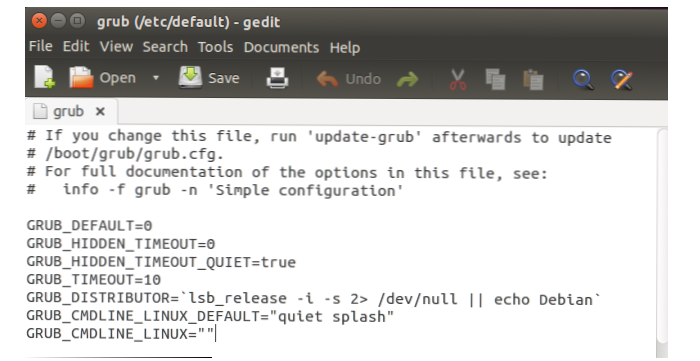 grub (/etc/default) - gedit
File Edit View Search Tools Documents Help
Open Save Undo
grub
# If you change this file, run 'update-grub' afterwards to update
# /boot/grub/grub.cfg.
# For full documentation of the options in this file, see:
#   info -f grub -n 'Simple configuration'

GRUB_DEFAULT=0
GRUB_HIDDEN_TIMEOUT=0
GRUB_HIDDEN_TIMEOUT_QUIET=true
GRUB_TIMEOUT=10
GRUB_DISTRIBUTOR=`lsb_release -i -s 2> /dev/null || echo Debian`
GRUB_CMDLINE_LINUX_DEFAULT="quiet splash"
GRUB_CMDLINE_LINUX=""